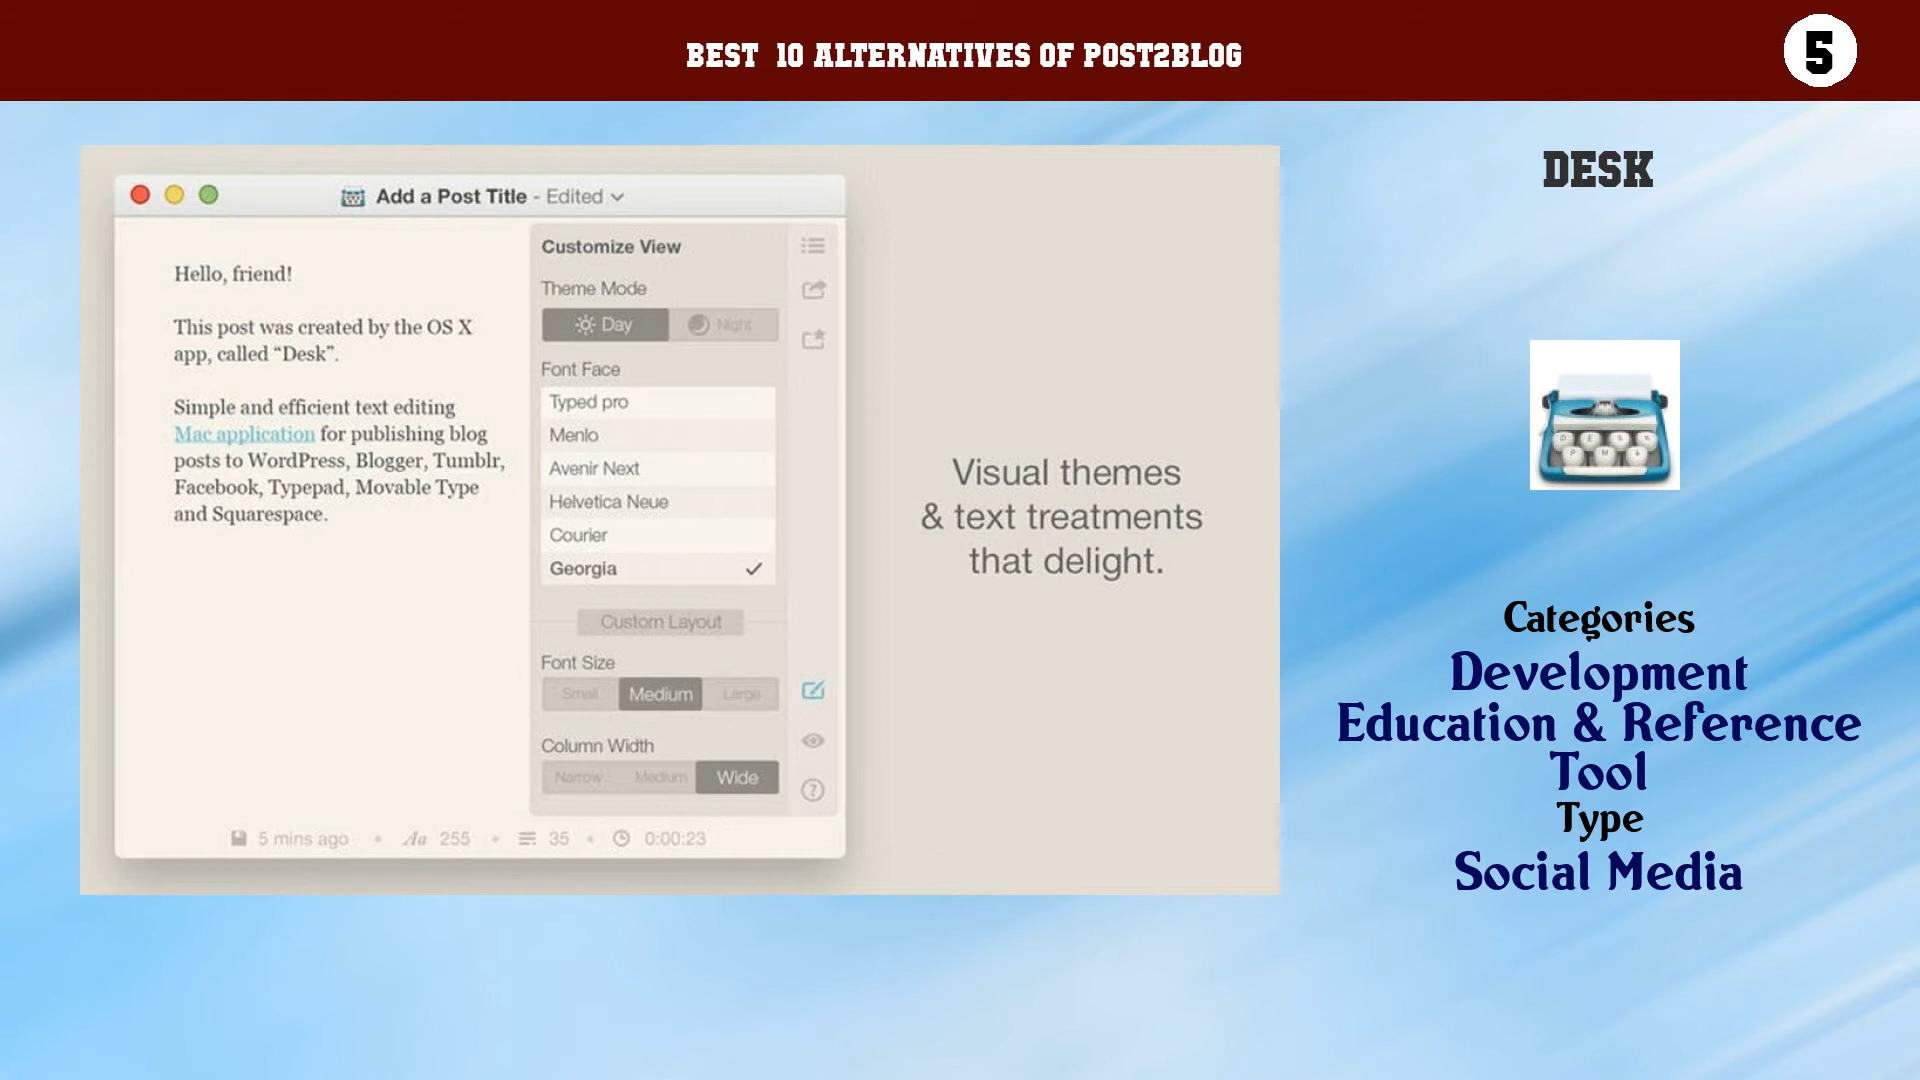 BEST 10 ALTERNATIVES OF POST2BLOG
5
Add a Post Title - Edited
Hello, friend!
This post was created by the OS X
app, called “Desk”.
Simple and efficient text editing
Mac application for publishing blog
posts to WordPress, Blogger, Tumblr,
Facebook, Typepad, Movable Type
and Squarespace.
Customize View
Theme Mode
Day Night
Font Face
Typed pro
Menlo
Avenir Next
Helvetica Neue
Courier
Georgia
Custom Layout
Font Size
Small Medium Large
Column Width
Narrow Medium Wide
?
5 mins ago • Aa 255 • 35 • 0:00:23
Visual themes
& text treatments
that delight.
DESK
D E S K
P M
Categories
Development
Education & Reference
Tool
Type
Social Media